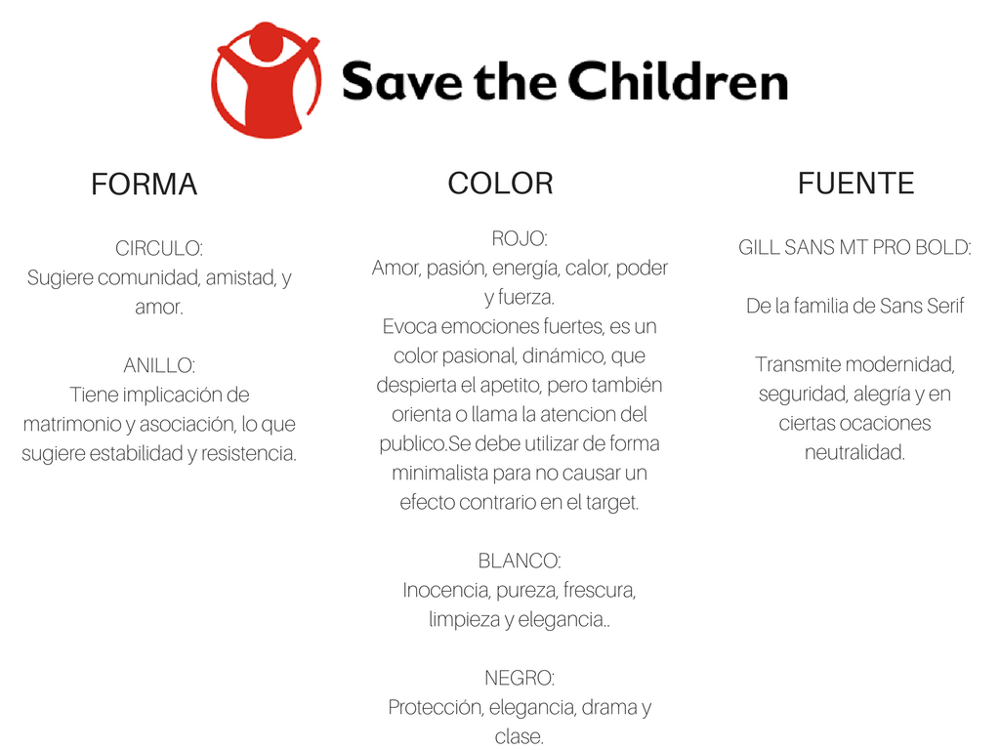 Save the Children
FORMA
CIRCULO:
Sugiere comunidad, amistad, y
amor.
ANILLO:
Tiene implicación de
matrimonio y asociación, lo que
sugiere estabilidad y resistencia.
COLOR
ROJO:
Amor, pasión, energía, calor, poder
y fuerza.
Evoca emociones fuertes, es un
color pasional, dinámico, que
despierta el apetito, pero también
orienta o llama la atencion del
publico.Se debe utilizar de forma
minimalista para no causar un
efecto contrario en el target.
BLANCO:
Inocencia, pureza, frescura,
limpieza y elegancia..
NEGRO:
Protección, elegancia, drama y
clase.
FUENTE
GILL SANS MT PRO BOLD:
De la familia de Sans Serif
Transmite modernidad,
seguridad, alegría y en
ciertas ocaciones
neutralidad.